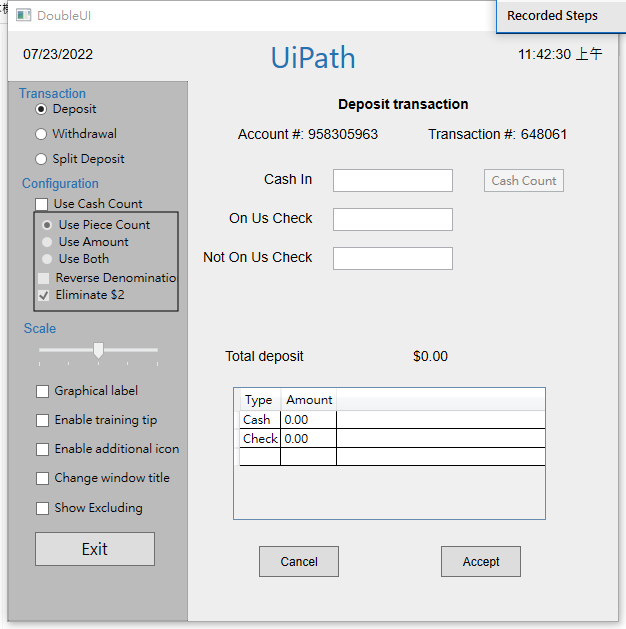 DoubleUI
Recorded Steps
07/23/2022
UiPath
11:42:30 上午
Transaction
Deposit
Withdrawal
Split Deposit
Configuration
Use Cash Count
Use Piece Count
Use Amount
Use Both
Reverse Denominatio
Eliminate $2
Scale
Graphical label
Enable training tip
Enable additional icon
Change window title
Show Excluding
Exit
Deposit transaction
Account #: 958305963 Transaction #: 648061
Cash In
Cash Count
On Us Check
Not On Us Check
Total deposit $0.00
Type Amount
Cash 0.00
Check 0.00
Cancel Accept